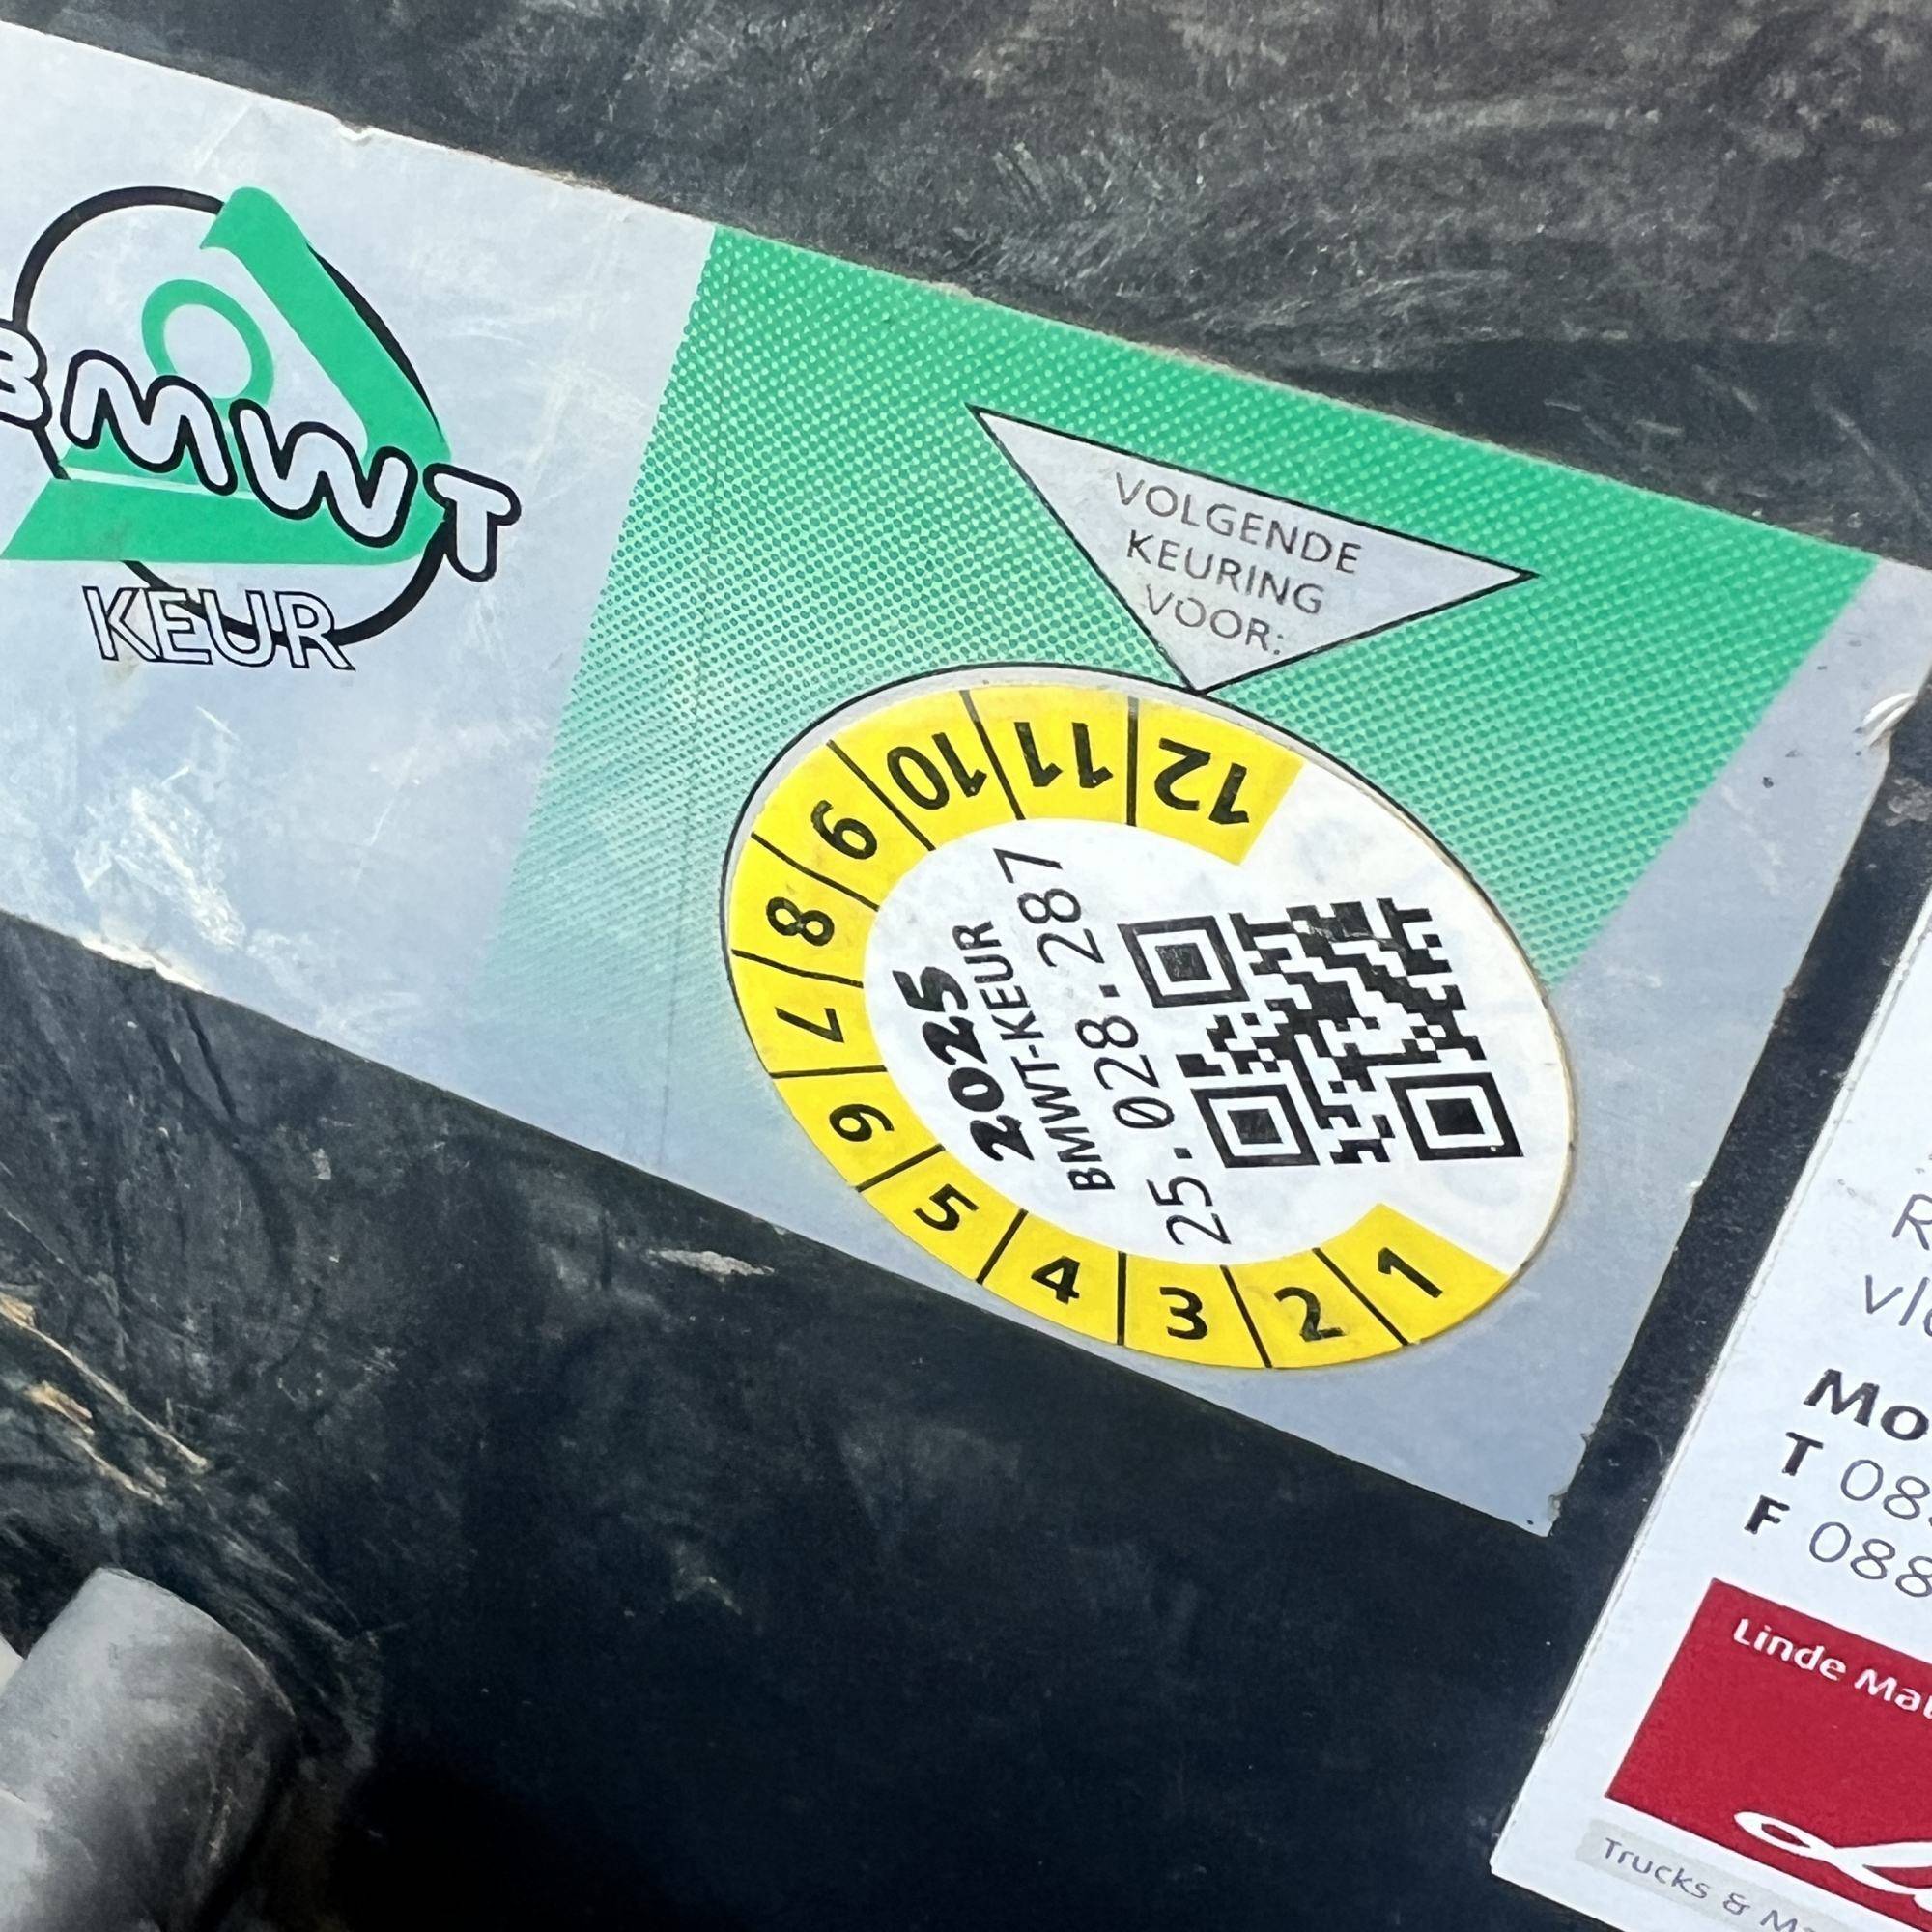 BMWT
KEUR
VOLGENDE
KEURING
VOOR:
1 2 3 4 5 6 7 8 9 10 11 12
2025
BMWT-KEUR
25.028.287
R
Mo
T 08
F 088
Linde Mat
Trucks & Ma